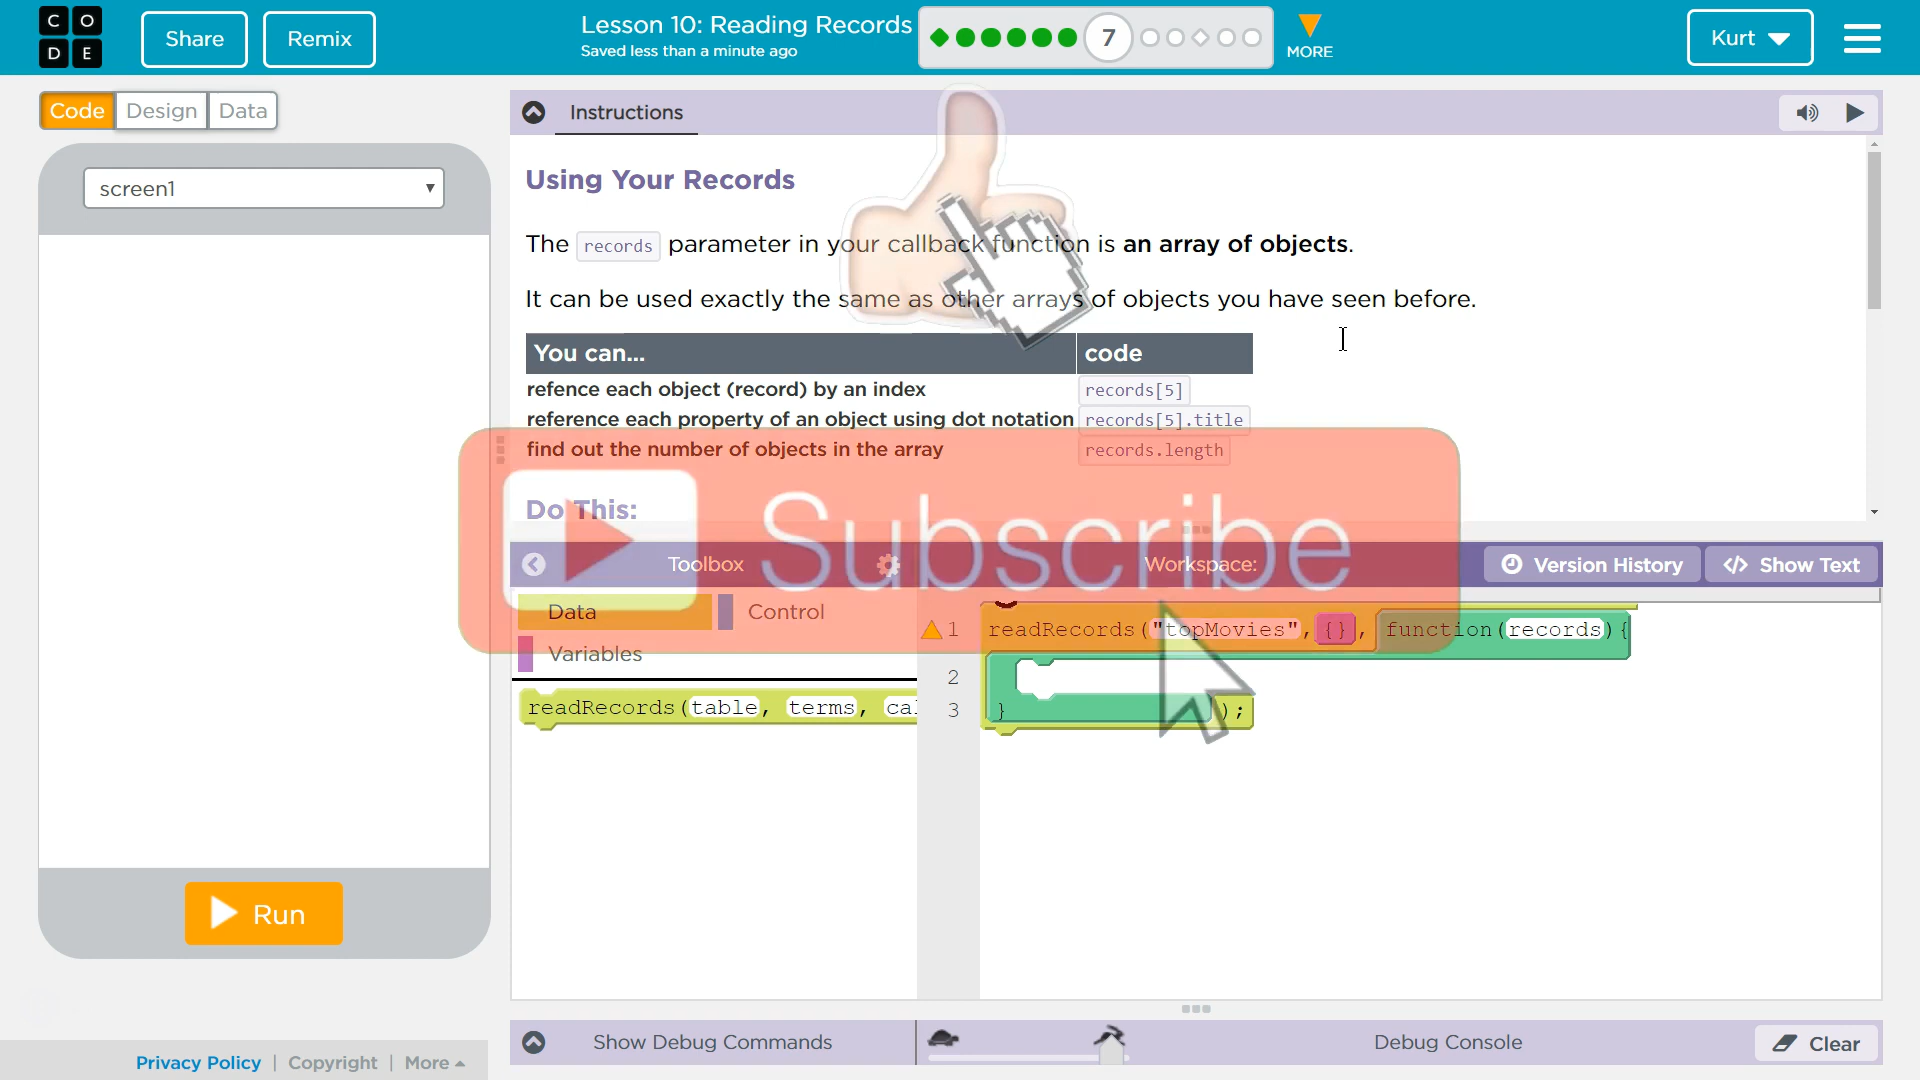 CODE
Share
Remix
Lesson 10: Reading Records
Saved less than a minute ago
7
MORE
Kurt
Code
Design
Data
screen1
Instructions
Using Your Records
The records parameter in your callback function is an array of objects.
It can be used exactly the same as other arrays of objects you have seen before.
You can... code
refence each object (record) by an index records[5]
reference each property of an object using dot notation records[5].title
find out the number of objects in the array records.length
Do This:
Subscribe
Toolbox
Workspace:
Version History
Show Text
Data
Control
Variables
readRecords(table, terms, cal
1 readRecords("topMovies", {}, function(records){
2
3 });
Run
Show Debug Commands
Debug Console
Clear
Privacy Policy | Copyright | More